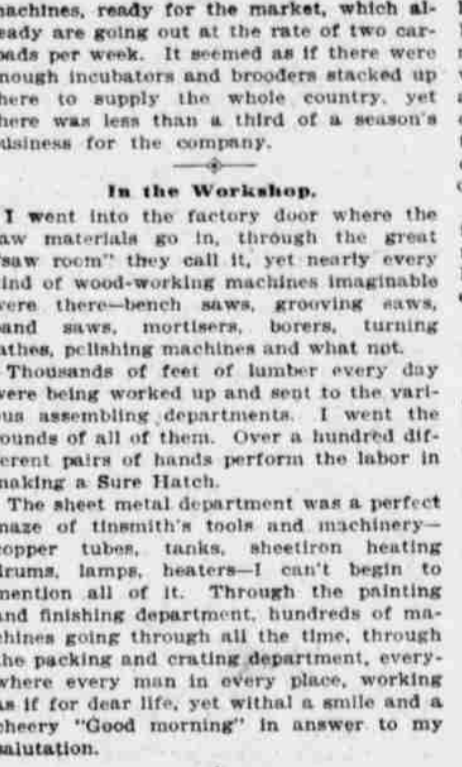 machines, ready for the market, which al-
eady are going out at the rate of two car-
oads per week. It seemed as if there were
nough incubators and brooders stacked up
here to supply the whole country, yet
here was less than a third of a season's
usiness for the company.
In the Workshop.
I went into the factory door where the
aw materials go in, through the great
"saw room" they call it, yet nearly every
kind of wood-working machines imaginable
were there—bench saws, grooving saws,
band saws, mortisers, borers, turning
athes, polishing machines and what not.
Thousands of feet of lumber every day
were being worked up and sent to the vari-
ous assembling departments. I went the
ounds of all of them. Over a hundred dif-
erent pairs of hands perform the labor in
making a Sure Hatch.
The sheet metal department was a perfect
maze of tinsmith's tools and machinery—
copper tubes, tanks, sheetiron heating
drums, lamps, heaters—I can't begin to
mention all of it. Through the painting
and finishing department, hundreds of ma-
chines going through all the time, through
the packing and crating department, every-
where every man in every place, working
as if for dear life, yet withal a smile and a
cheery "Good morning" in answer to my
salutation.